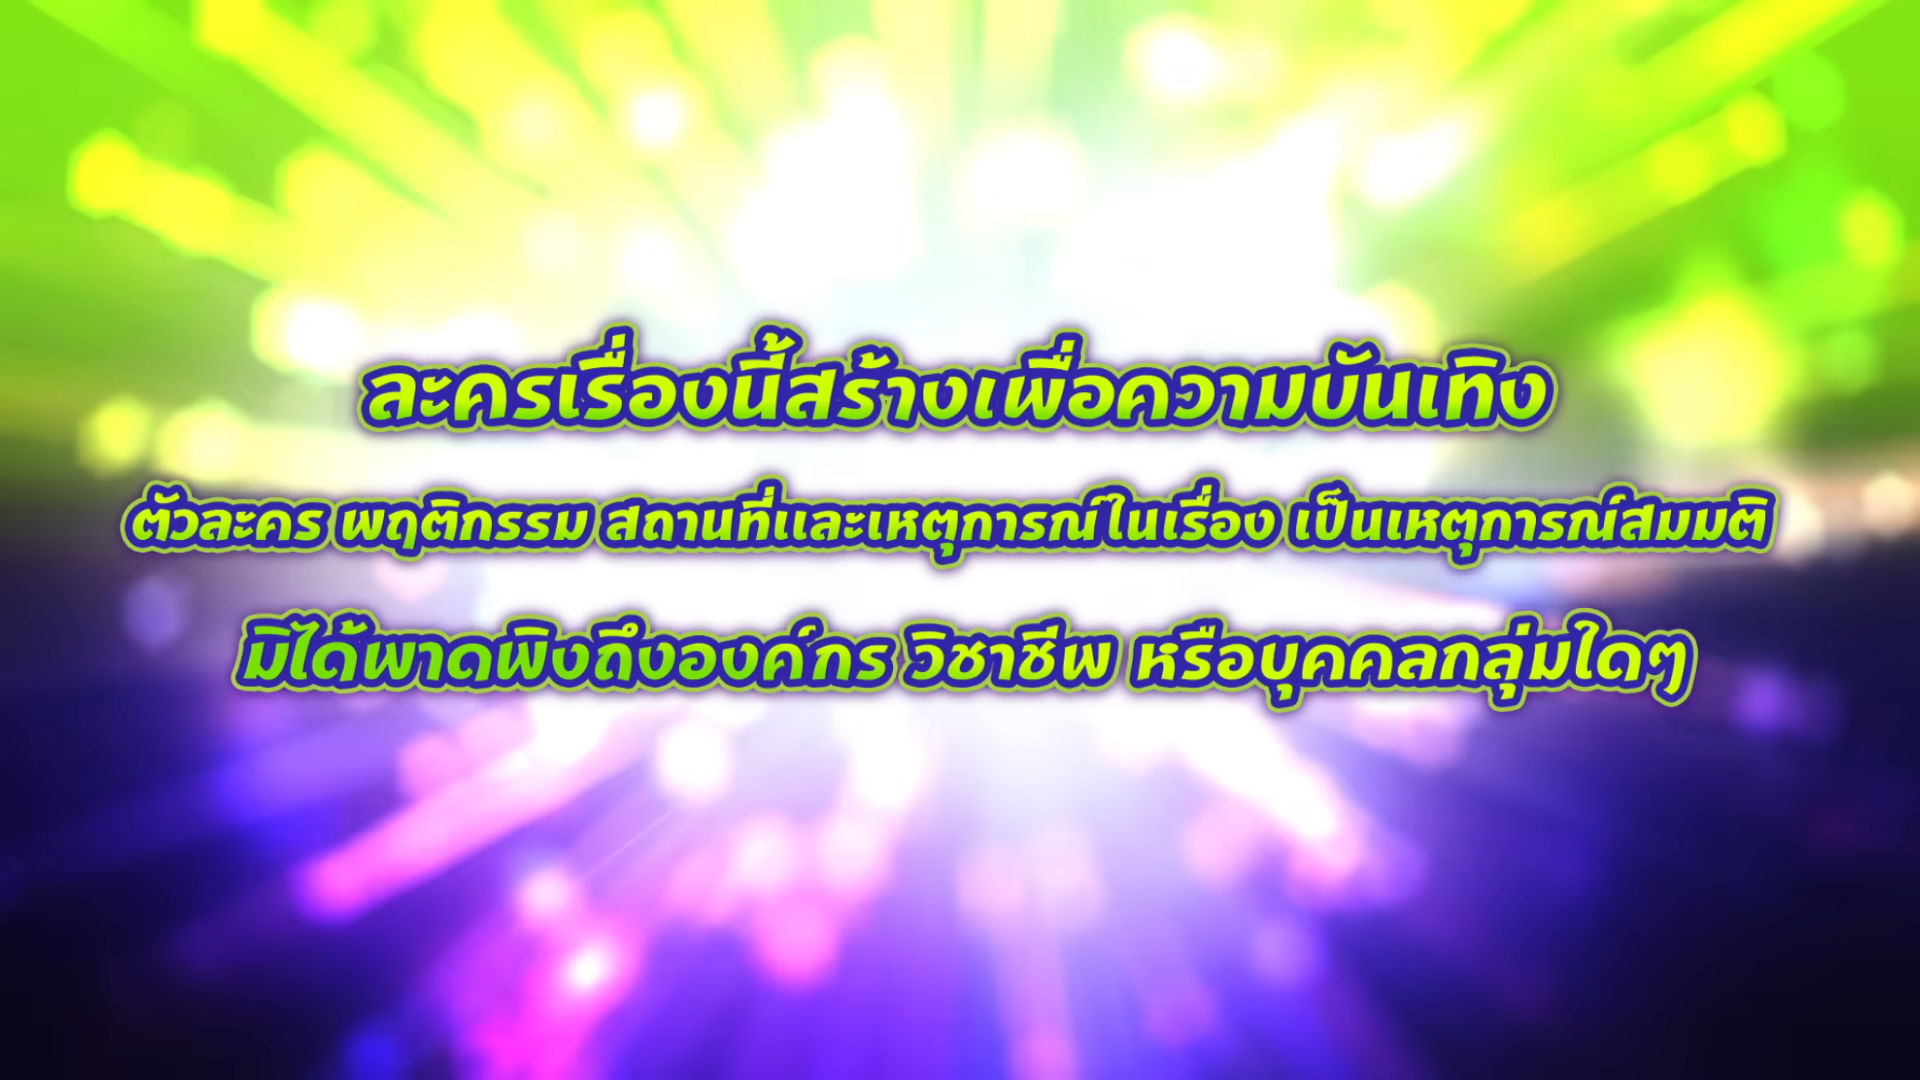 ละครเรื่องนี้สร้างเพื่อความบันเทิง
ตัวละคร พฤติกรรม สถานที่และเหตุการณ์ในเรื่อง เป็นเหตุการณ์สมมติ
มิได้พาดพิงถึงองค์กร วิชาชีพ หรือบุคคลกลุ่มใดๆ